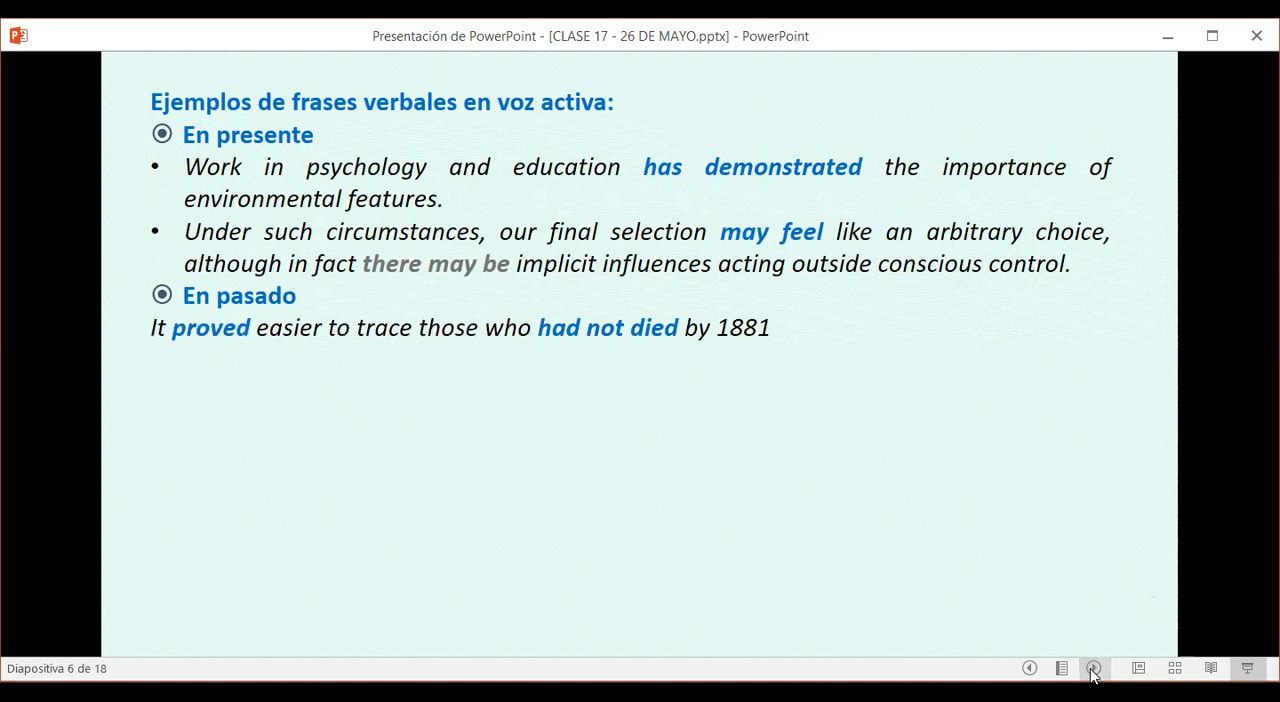 Presentación de PowerPoint - [CLASE 17 - 26 DE MAYO.pptx] - PowerPoint
Ejemplos de frases verbales en voz activa:
En presente
• Work in psychology and education has demonstrated the importance of
environmental features.
• Under such circumstances, our final selection may feel like an arbitrary choice,
although in fact there may be implicit influences acting outside conscious control.
En pasado
It proved easier to trace those who had not died by 1881
Diapositiva 6 de 18